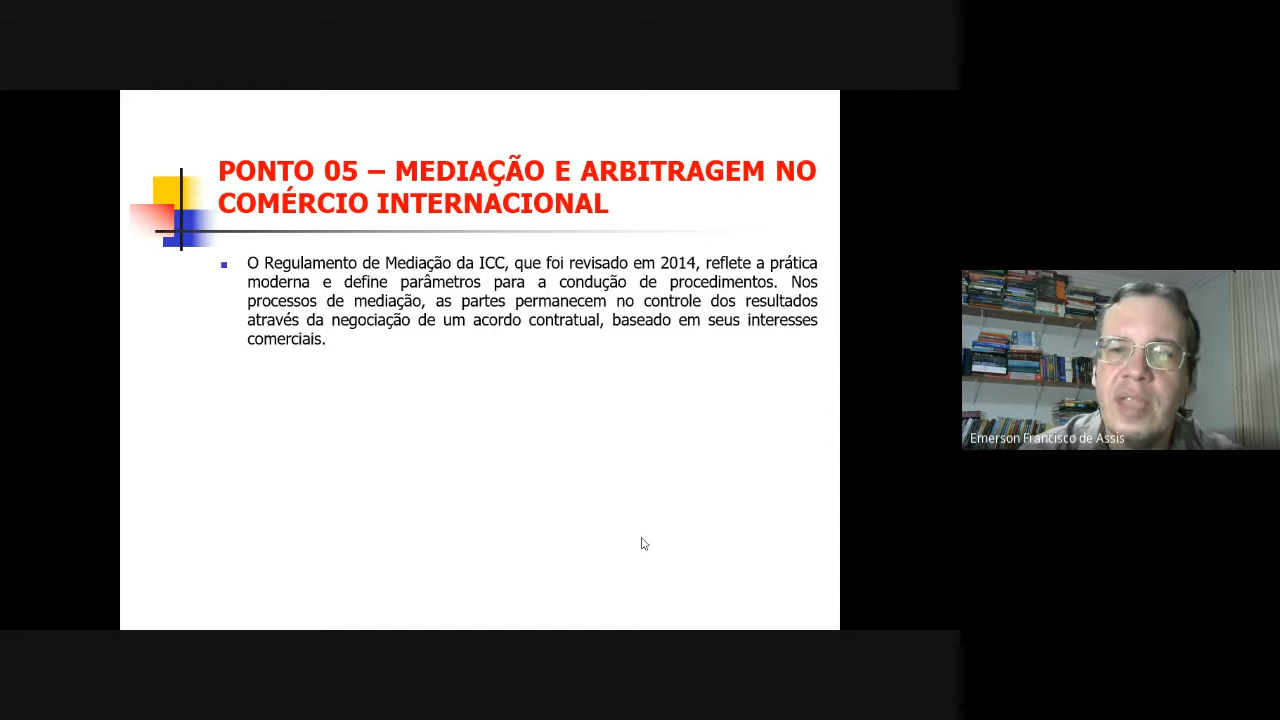 PONTO 05 – MEDIAÇÃO E ARBITRAGEM NO
COMÉRCIO INTERNACIONAL
O Regulamento de Mediação da ICC, que foi revisado em 2014, reflete a prática
moderna e define parâmetros para a condução de procedimentos. Nos
processos de mediação, as partes permanecem no controle dos resultados
através da negociação de um acordo contratual, baseado em seus interesses
comerciais.
Emerson Francisco de Assis